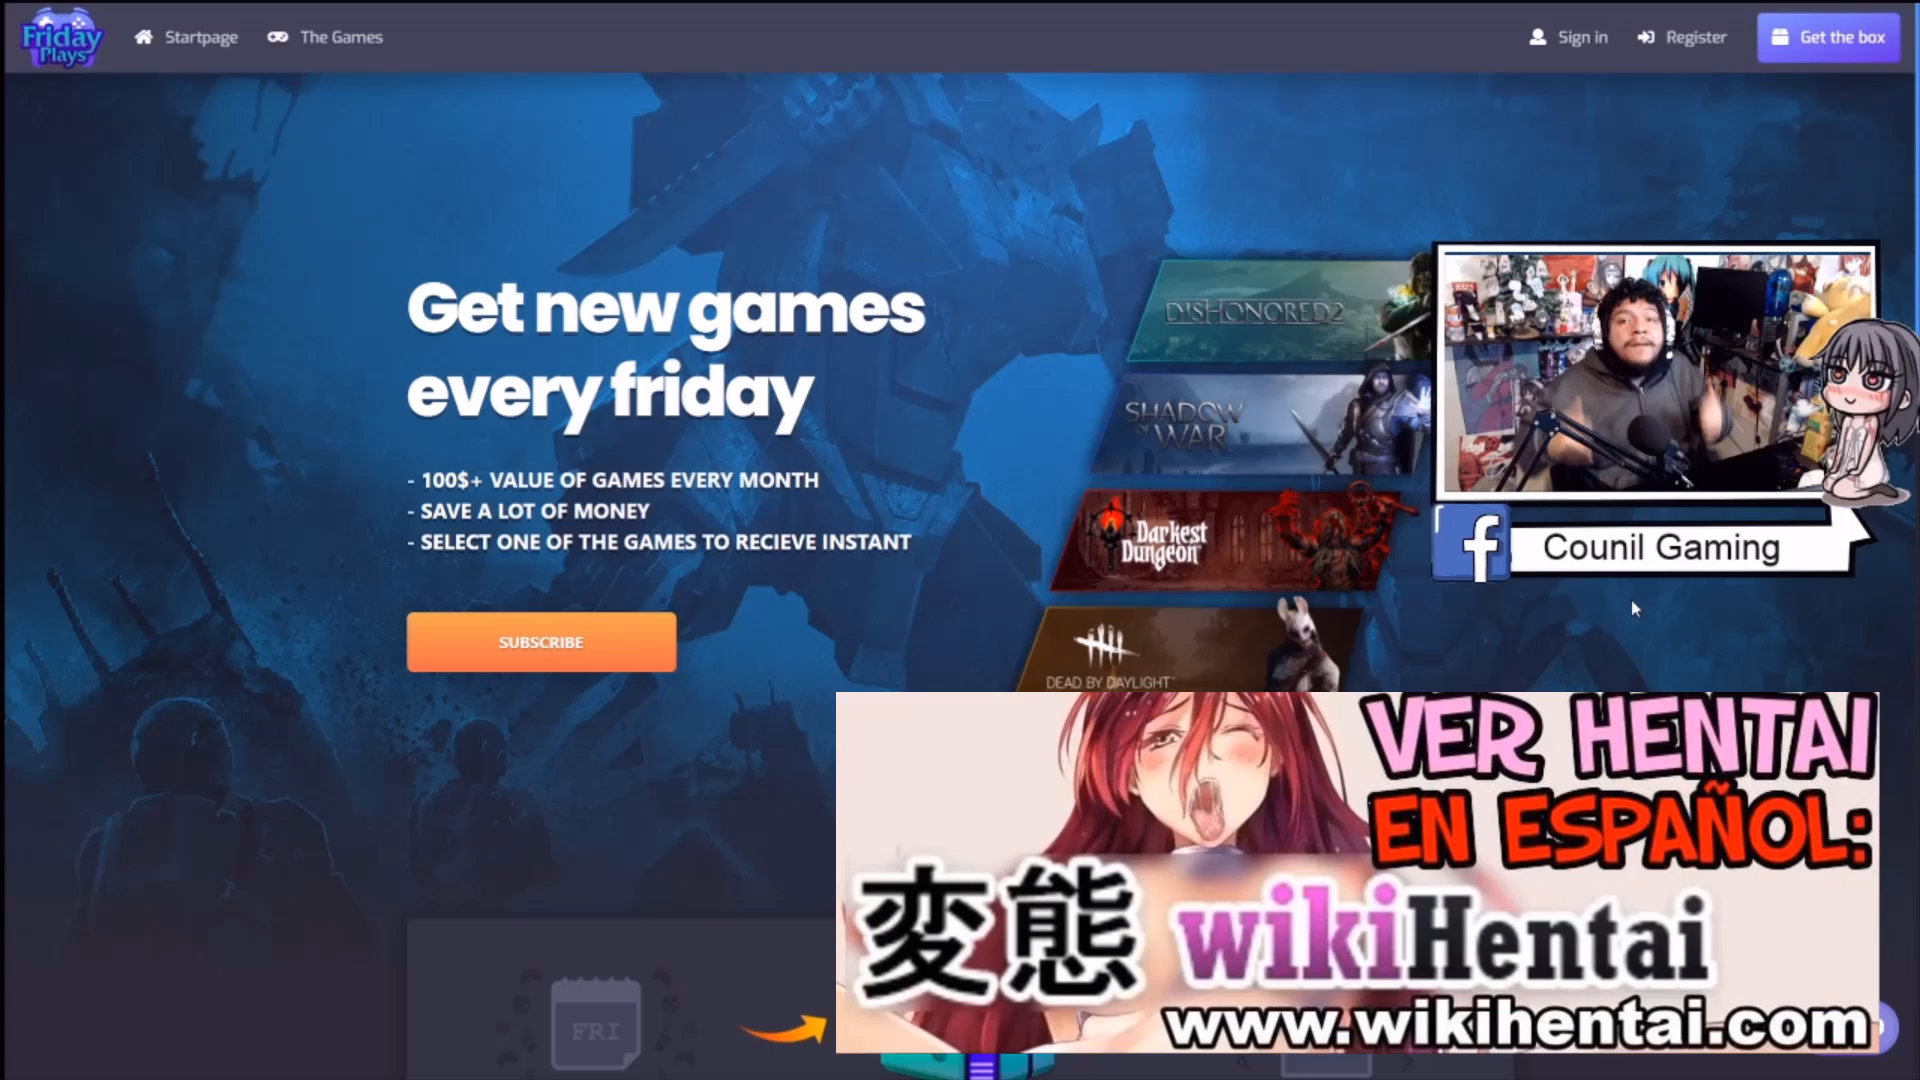 Friday
Plays
Startpage
The Games
Sign in
Register
Get the box
Get new games
every friday
- 100$+ VALUE OF GAMES EVERY MONTH
- SAVE A LOT OF MONEY
- SELECT ONE OF THE GAMES TO RECIEVE INSTANT
SUBSCRIBE
DISHONORED2
SHADOW
OF WAR
Darkest
Dungeon
DEAD BY DAYLIGHT
f
Counil Gaming
VER HENTAI
EN ESPAÑOL:
変態 wikiHentai
www.wikihentai.com
FRI